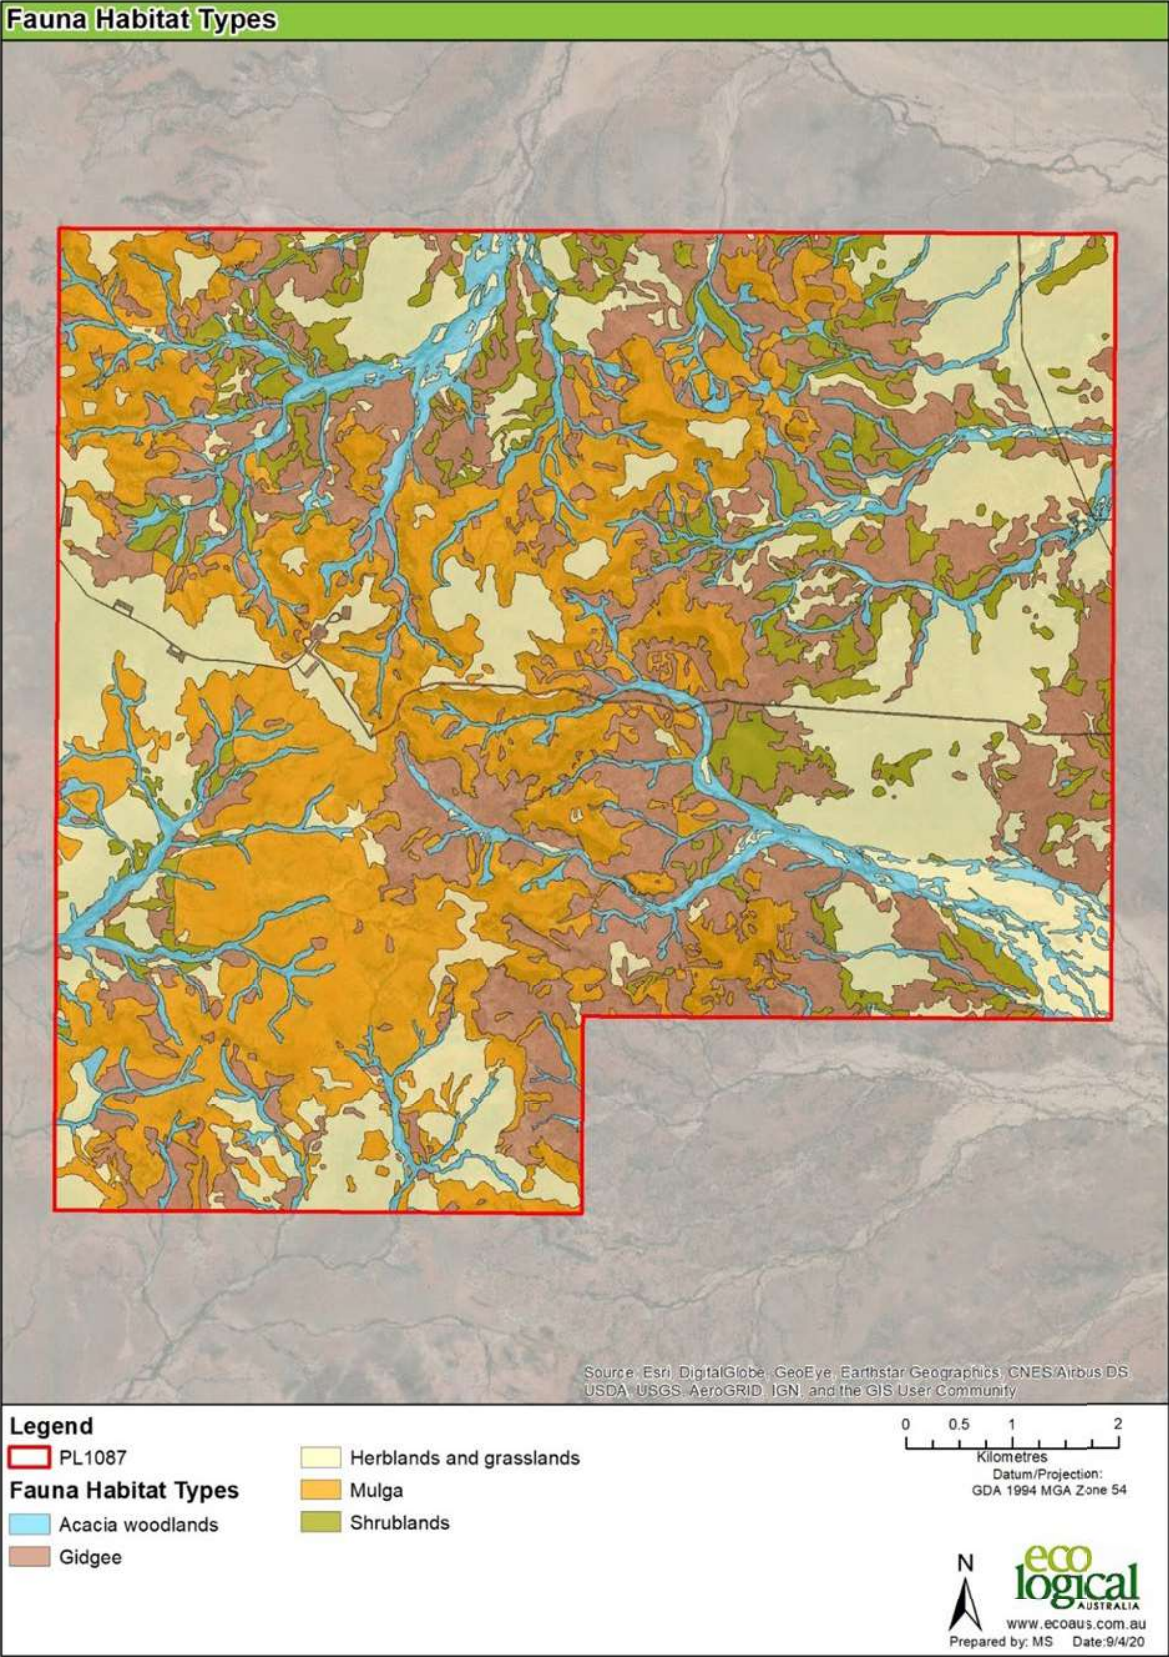 Fauna Habitat Types
Source: Esri, DigitalGlobe, GeoEye, Earthstar Geographics, CNES/Airbus DS,
USDA, USGS, AeroGRID, IGN, and the GIS User Community
Legend
PL1087
Fauna Habitat Types
Acacia woodlands
Gidgee
Herblands and grasslands
Mulga
Shrublands
0 0.5 1 2
Kilometres
Datum/Projection:
GDA 1994 MGA Zone 54
N
eco
logical
AUSTRALIA
www.ecoaus.com.au
Prepared by: MS Date:9/4/20